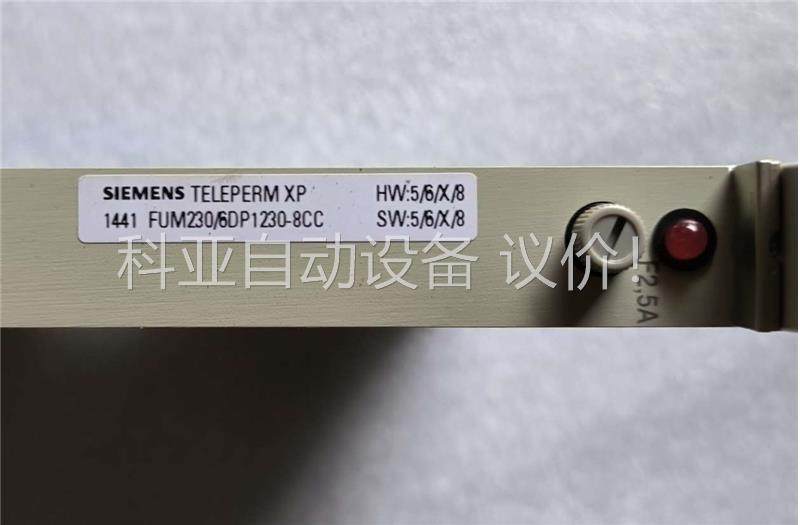 SIEMENS TELEPERM XP HW:5/6/X/8
1441 FUM230/6DP1230-8CC SW:5/6/X/8
科亚自动设备 议价!
F2,5A